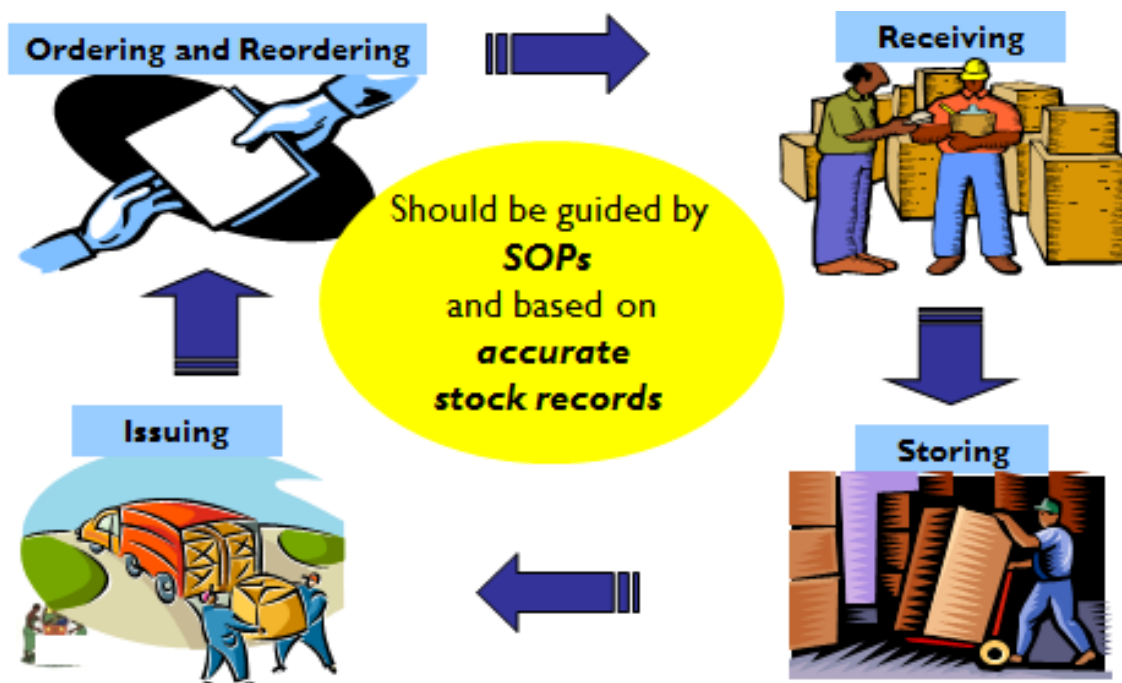 Ordering and Reordering
Receiving
Should be guided by
SOPs
and based on
accurate
stock records
Issuing
Storing